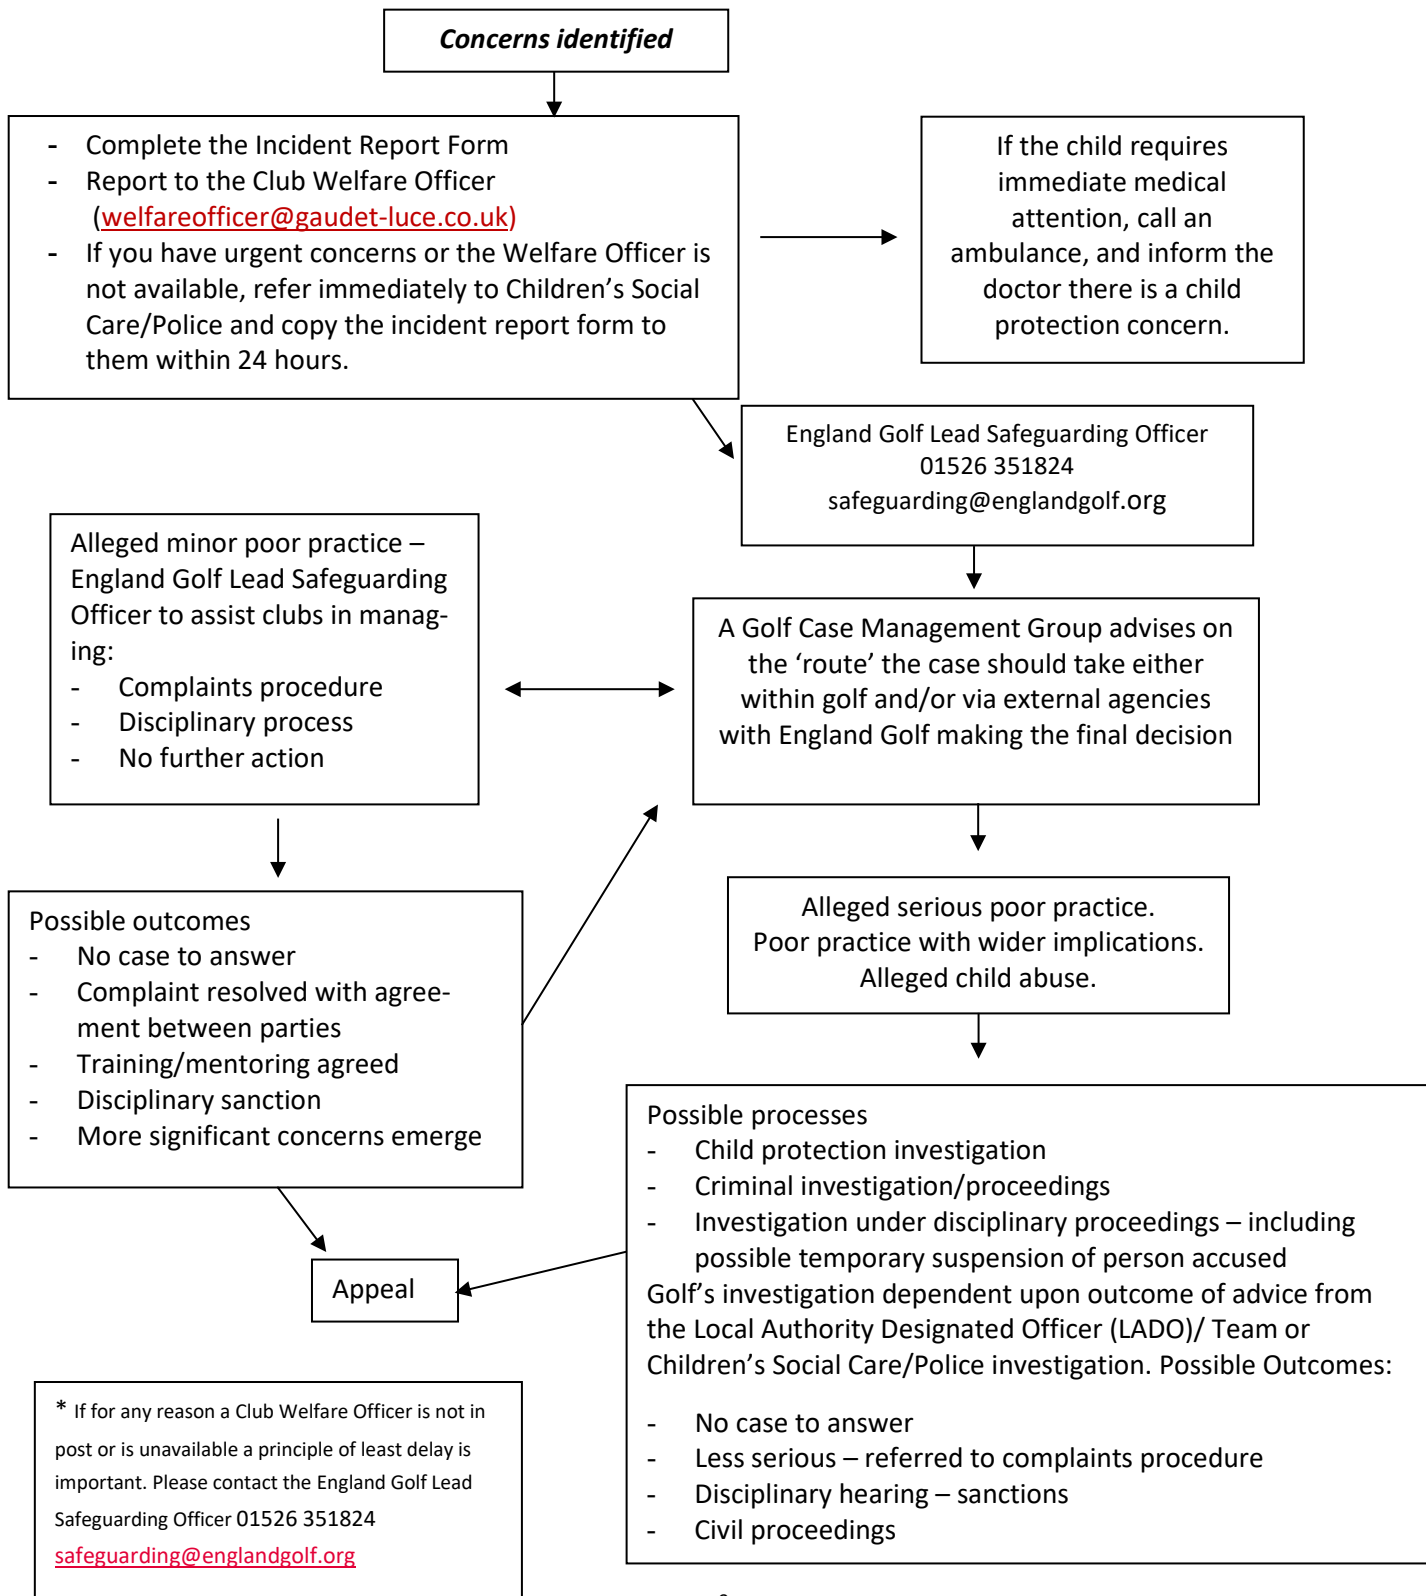 Concerns identified
- Complete the Incident Report Form
- Report to the Club Welfare Officer
(welfareofficer@gaudet-luce.co.uk)
- If you have urgent concerns or the Welfare Officer is
not available, refer immediately to Children’s Social
Care/Police and copy the incident report form to
them within 24 hours.
If the child requires
immediate medical
attention, call an
ambulance, and inform the
doctor there is a child
protection concern.
England Golf Lead Safeguarding Officer
01526 351824
safeguarding@englandgolf.org
Alleged minor poor practice –
England Golf Lead Safeguarding
Officer to assist clubs in manag-
ing:
- Complaints procedure
- Disciplinary process
- No further action
A Golf Case Management Group advises on
the ‘route’ the case should take either
within golf and/or via external agencies
with England Golf making the final decision
Possible outcomes
- No case to answer
- Complaint resolved with agree-
ment between parties
- Training/mentoring agreed
- Disciplinary sanction
- More significant concerns emerge
Alleged serious poor practice.
Poor practice with wider implications.
Alleged child abuse.
Possible processes
- Child protection investigation
- Criminal investigation/proceedings
- Investigation under disciplinary proceedings – including
possible temporary suspension of person accused
Golf’s investigation dependent upon outcome of advice from
the Local Authority Designated Officer (LADO)/ Team or
Children’s Social Care/Police investigation. Possible Outcomes:
- No case to answer
- Less serious – referred to complaints procedure
- Disciplinary hearing – sanctions
- Civil proceedings
Appeal
* If for any reason a Club Welfare Officer is not in
post or is unavailable a principle of least delay is
important. Please contact the England Golf Lead
Safeguarding Officer 01526 351824
safeguarding@englandgolf.org